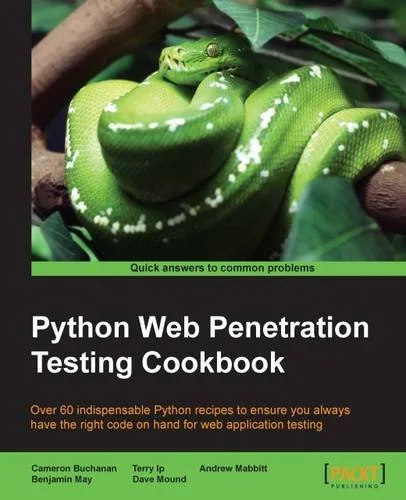 Quick answers to common problems
Python Web Penetration
Testing Cookbook
Over 60 indispensable Python recipes to ensure you always
have the right code on hand for web application testing
Cameron Buchanan Terry Ip Andrew Mabbitt
Benjamin May Dave Mound
[PACKT]
PUBLISHING